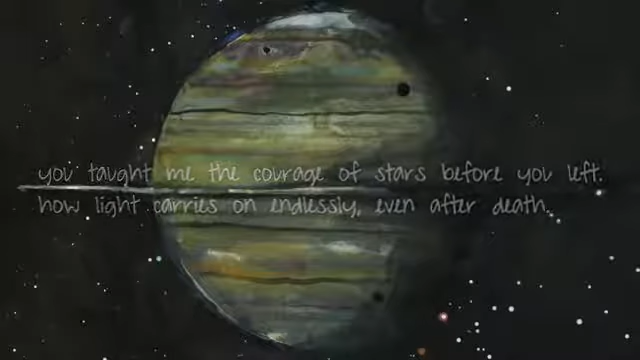 you taught me the courage of stars before you left.
how light carries on endlessly, even after death.